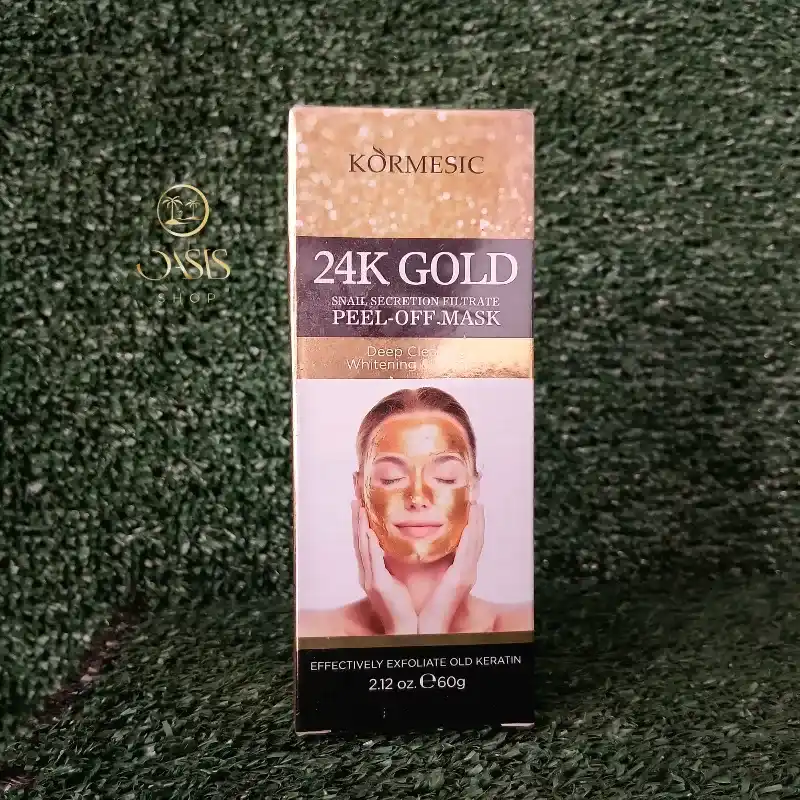 KORMESIC
24K GOLD
SNAIL SECRETION FILTRATE
PEEL-OFF MASK
Deep
Whitening
EFFECTIVELY EXFOLIATE OLD KERATIN
2.12 oz. ℮60g
OASIS
SHOP